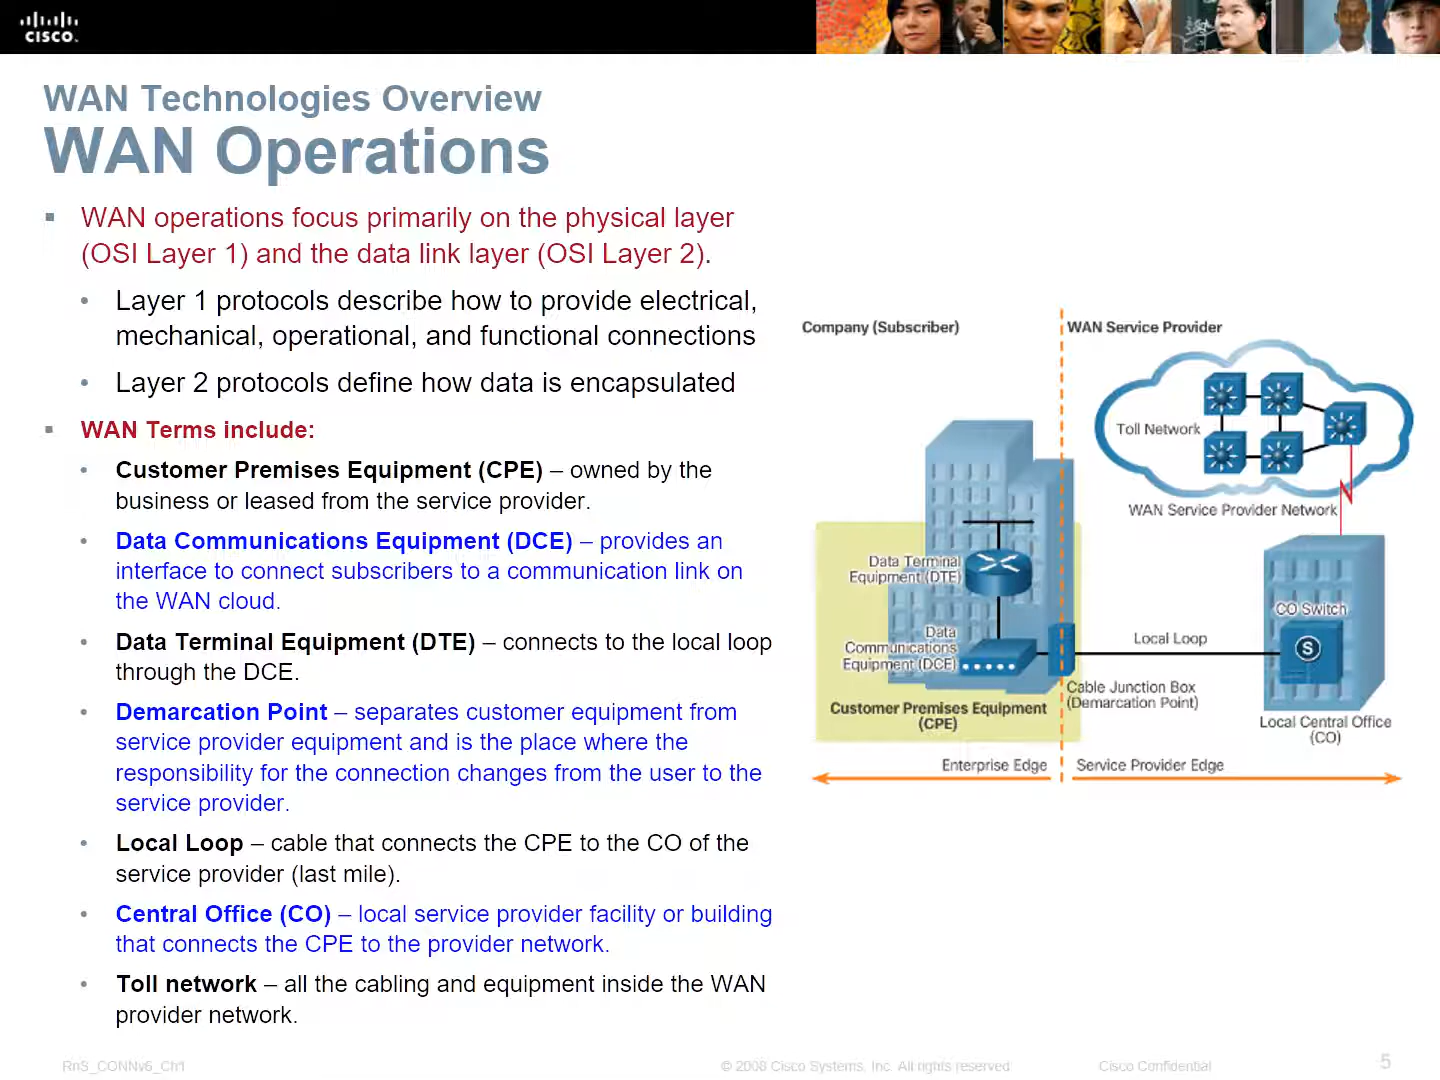 CISCO
WAN Technologies Overview
WAN Operations
WAN operations focus primarily on the physical layer
(OSI Layer 1) and the data link layer (OSI Layer 2).
Layer 1 protocols describe how to provide electrical,
mechanical, operational, and functional connections
Layer 2 protocols define how data is encapsulated
WAN Terms include:
Customer Premises Equipment (CPE) – owned by the
business or leased from the service provider.
Data Communications Equipment (DCE) – provides an
interface to connect subscribers to a communication link on
the WAN cloud.
Data Terminal Equipment (DTE) – connects to the local loop
through the DCE.
Demarcation Point – separates customer equipment from
service provider equipment and is the place where the
responsibility for the connection changes from the user to the
service provider.
Local Loop – cable that connects the CPE to the CO of the
service provider (last mile).
Central Office (CO) – local service provider facility or building
that connects the CPE to the provider network.
Toll network – all the cabling and equipment inside the WAN
provider network.
Company (Subscriber)
WAN Service Provider
Toll Network
WAN Service Provider Network
Data Terminal
Equipment (DTE)
CO Switch
Data
Communications
Equipment (DCE)
Local Loop
S
Cable Junction Box
(Demarcation Point)
Customer Premises Equipment
(CPE)
Local Central Office
(CO)
Enterprise Edge
Service Provider Edge
RnS_CONNv6_Ch1
© 2008 Cisco Systems, Inc. All rights reserved
Cisco Confidential
5